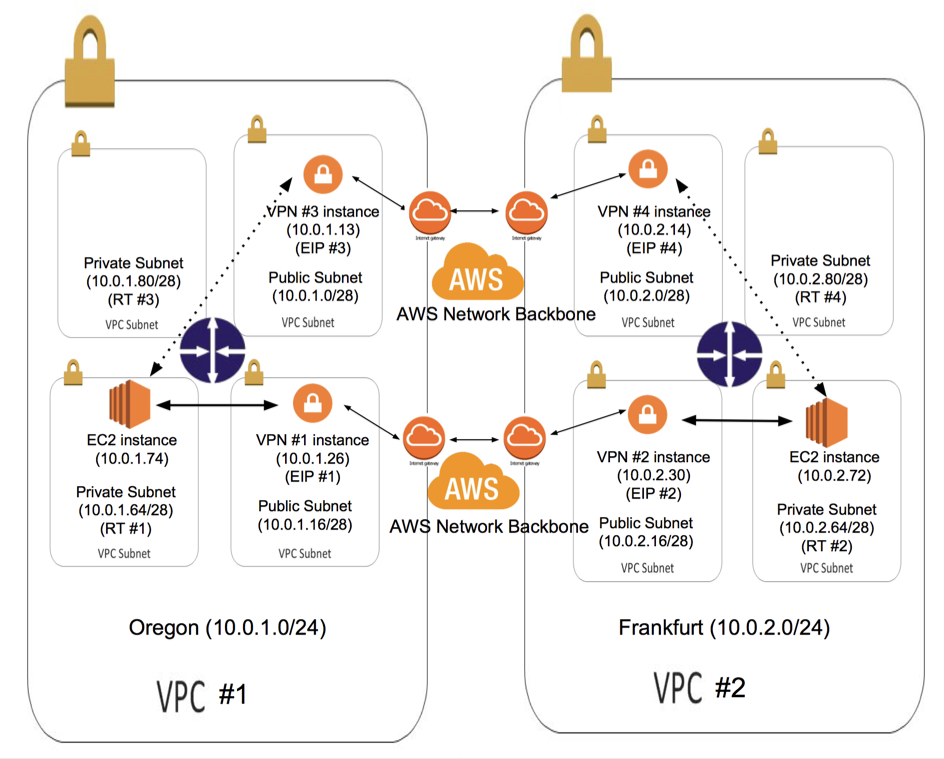 VPN #3 instance
(10.0.1.13)
(EIP #3)
Public Subnet
(10.0.1.0/28)
VPC Subnet
Private Subnet
(10.0.1.80/28)
(RT #3)
VPC Subnet
Internet gateway
Internet gateway
AWS
AWS Network Backbone
VPN #4 instance
(10.0.2.14)
(EIP #4)
Public Subnet
(10.0.2.0/28)
VPC Subnet
Private Subnet
(10.0.2.80/28)
(RT #4)
VPC Subnet
EC2 instance
(10.0.1.74)
Private Subnet
(10.0.1.64/28)
(RT #1)
VPC Subnet
VPN #1 instance
(10.0.1.26)
(EIP #1)
Public Subnet
(10.0.1.16/28)
VPC Subnet
Internet gateway
Internet gateway
AWS
AWS Network Backbone
VPN #2 instance
(10.0.2.30)
(EIP #2)
Public Subnet
(10.0.2.16/28)
VPC Subnet
EC2 instance
(10.0.2.72)
Private Subnet
(10.0.2.64/28)
(RT #2)
VPC Subnet
Oregon (10.0.1.0/24)
VPC #1
Frankfurt (10.0.2.0/24)
VPC #2